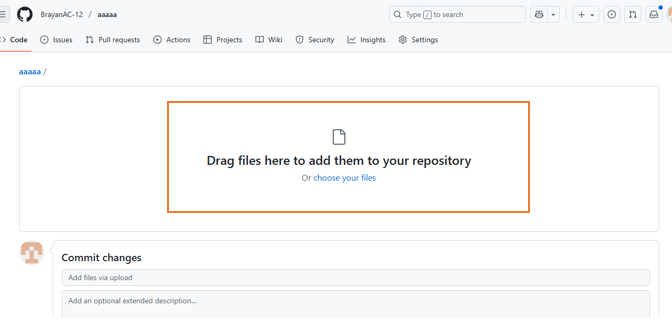 BrayanAC-12 / aaaaa
Type / to search
Code Issues Pull requests Actions Projects Wiki Security Insights Settings
aaaaa /
Drag files here to add them to your repository
Or choose your files
Commit changes
Add files via upload
Add an optional extended description...